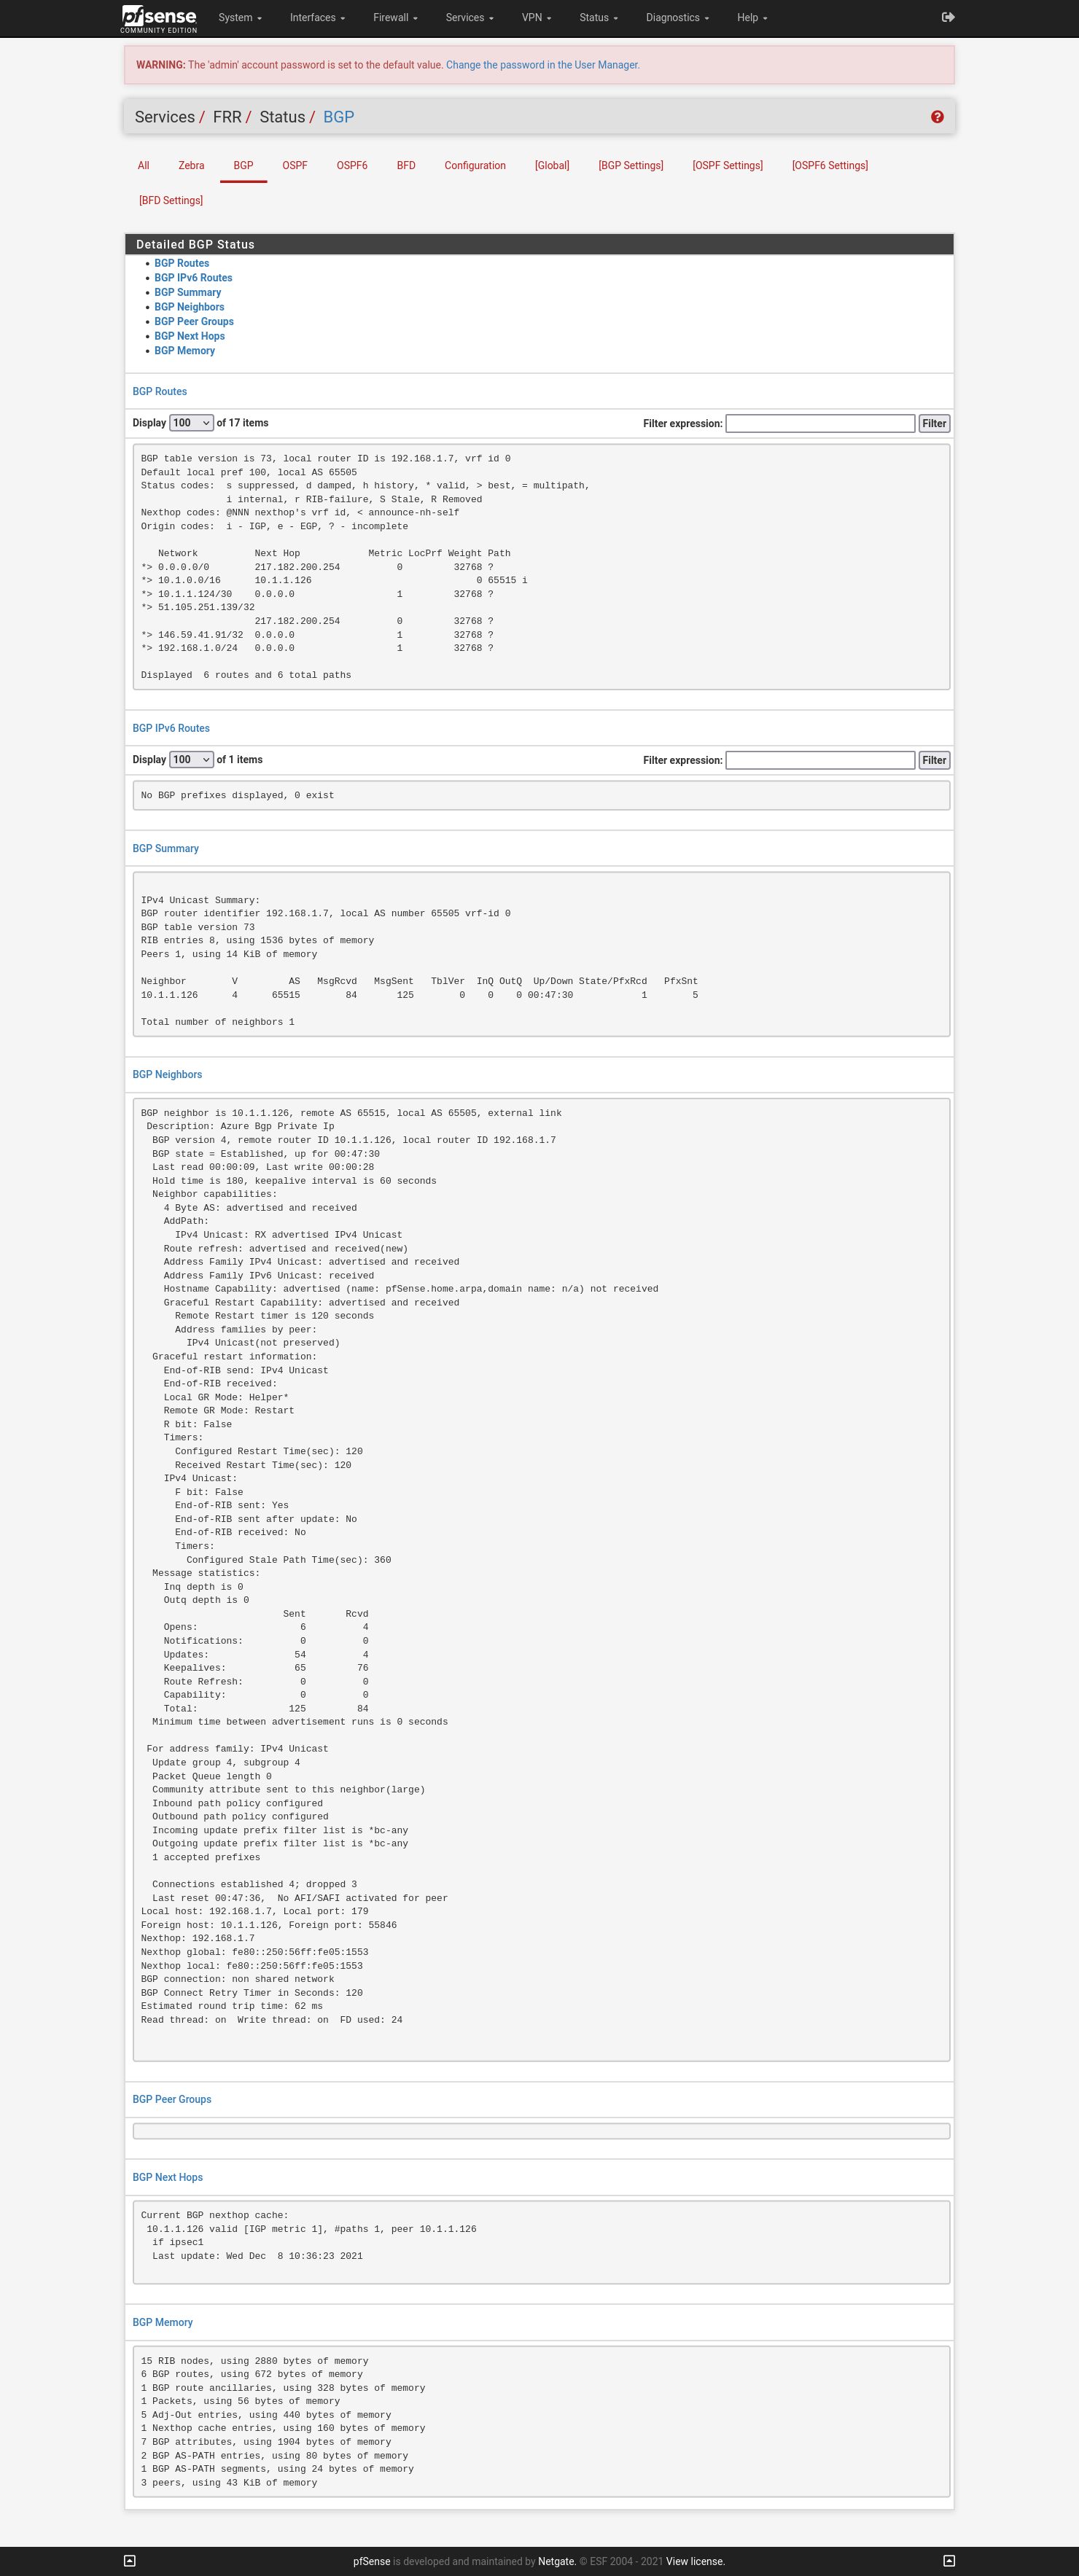 pfsense COMMUNITY EDITION System Interfaces Firewall Services VPN Status Diagnostics Help
WARNING: The 'admin' account password is set to the default value. Change the password in the User Manager.
Services / FRR / Status / BGP
All Zebra BGP OSPF OSPF6 BFD Configuration [Global] [BGP Settings] [OSPF Settings] [OSPF6 Settings]
[BFD Settings]
Detailed BGP Status
• BGP Routes
• BGP IPv6 Routes
• BGP Summary
• BGP Neighbors
• BGP Peer Groups
• BGP Next Hops
• BGP Memory
BGP Routes
Display 100 of 17 items Filter expression: Filter
BGP table version is 73, local router ID is 192.168.1.7, vrf id 0
Default local pref 100, local AS 65505
Status codes:  s suppressed, d damped, h history, * valid, > best, = multipath,
               i internal, r RIB-failure, S Stale, R Removed
Nexthop codes: @NNN nexthop's vrf id, < announce-nh-self
Origin codes:  i - IGP, e - EGP, ? - incomplete
   Network          Next Hop            Metric LocPrf Weight Path
*> 0.0.0.0/0        217.182.200.254          0         32768 ?
*> 10.1.0.0/16      10.1.1.126                             0 65515 i
*> 10.1.1.124/30    0.0.0.0                  1         32768 ?
*> 51.105.251.139/32
                    217.182.200.254          0         32768 ?
*> 146.59.41.91/32  0.0.0.0                  1         32768 ?
*> 192.168.1.0/24   0.0.0.0                  1         32768 ?
Displayed  6 routes and 6 total paths
BGP IPv6 Routes
Display 100 of 1 items Filter expression: Filter
No BGP prefixes displayed, 0 exist
BGP Summary
IPv4 Unicast Summary:
BGP router identifier 192.168.1.7, local AS number 65505 vrf-id 0
BGP table version 73
RIB entries 8, using 1536 bytes of memory
Peers 1, using 14 KiB of memory
Neighbor        V         AS   MsgRcvd   MsgSent   TblVer  InQ OutQ  Up/Down State/PfxRcd   PfxSnt
10.1.1.126      4      65515        84       125        0    0    0 00:47:30            1        5
Total number of neighbors 1
BGP Neighbors
BGP neighbor is 10.1.1.126, remote AS 65515, local AS 65505, external link
 Description: Azure Bgp Private Ip
  BGP version 4, remote router ID 10.1.1.126, local router ID 192.168.1.7
  BGP state = Established, up for 00:47:30
  Last read 00:00:09, Last write 00:00:28
  Hold time is 180, keepalive interval is 60 seconds
  Neighbor capabilities:
    4 Byte AS: advertised and received
    AddPath:
      IPv4 Unicast: RX advertised IPv4 Unicast
    Route refresh: advertised and received(new)
    Address Family IPv4 Unicast: advertised and received
    Address Family IPv6 Unicast: received
    Hostname Capability: advertised (name: pfSense.home.arpa,domain name: n/a) not received
    Graceful Restart Capability: advertised and received
      Remote Restart timer is 120 seconds
      Address families by peer:
        IPv4 Unicast(not preserved)
  Graceful restart information:
    End-of-RIB send: IPv4 Unicast
    End-of-RIB received:
    Local GR Mode: Helper*
    Remote GR Mode: Restart
    R bit: False
    Timers:
      Configured Restart Time(sec): 120
      Received Restart Time(sec): 120
    IPv4 Unicast:
      F bit: False
      End-of-RIB sent: Yes
      End-of-RIB sent after update: No
      End-of-RIB received: No
      Timers:
        Configured Stale Path Time(sec): 360
  Message statistics:
    Inq depth is 0
    Outq depth is 0
                         Sent       Rcvd
    Opens:                  6          4
    Notifications:          0          0
    Updates:               54          4
    Keepalives:            65         76
    Route Refresh:          0          0
    Capability:             0          0
    Total:                125         84
  Minimum time between advertisement runs is 0 seconds
 For address family: IPv4 Unicast
  Update group 4, subgroup 4
  Packet Queue length 0
  Community attribute sent to this neighbor(large)
  Inbound path policy configured
  Outbound path policy configured
  Incoming update prefix filter list is *bc-any
  Outgoing update prefix filter list is *bc-any
  1 accepted prefixes
  Connections established 4; dropped 3
  Last reset 00:47:36,  No AFI/SAFI activated for peer
Local host: 192.168.1.7, Local port: 179
Foreign host: 10.1.1.126, Foreign port: 55846
Nexthop: 192.168.1.7
Nexthop global: fe80::250:56ff:fe05:1553
Nexthop local: fe80::250:56ff:fe05:1553
BGP connection: non shared network
BGP Connect Retry Timer in Seconds: 120
Estimated round trip time: 62 ms
Read thread: on  Write thread: on  FD used: 24
BGP Peer Groups
BGP Next Hops
Current BGP nexthop cache:
 10.1.1.126 valid [IGP metric 1], #paths 1, peer 10.1.1.126
  if ipsec1
  Last update: Wed Dec  8 10:36:23 2021
BGP Memory
15 RIB nodes, using 2880 bytes of memory
6 BGP routes, using 672 bytes of memory
1 BGP route ancillaries, using 328 bytes of memory
1 Packets, using 56 bytes of memory
5 Adj-Out entries, using 440 bytes of memory
1 Nexthop cache entries, using 160 bytes of memory
7 BGP attributes, using 1904 bytes of memory
2 BGP AS-PATH entries, using 80 bytes of memory
1 BGP AS-PATH segments, using 24 bytes of memory
3 peers, using 43 KiB of memory
pfSense is developed and maintained by Netgate. © ESF 2004 - 2021 View license.